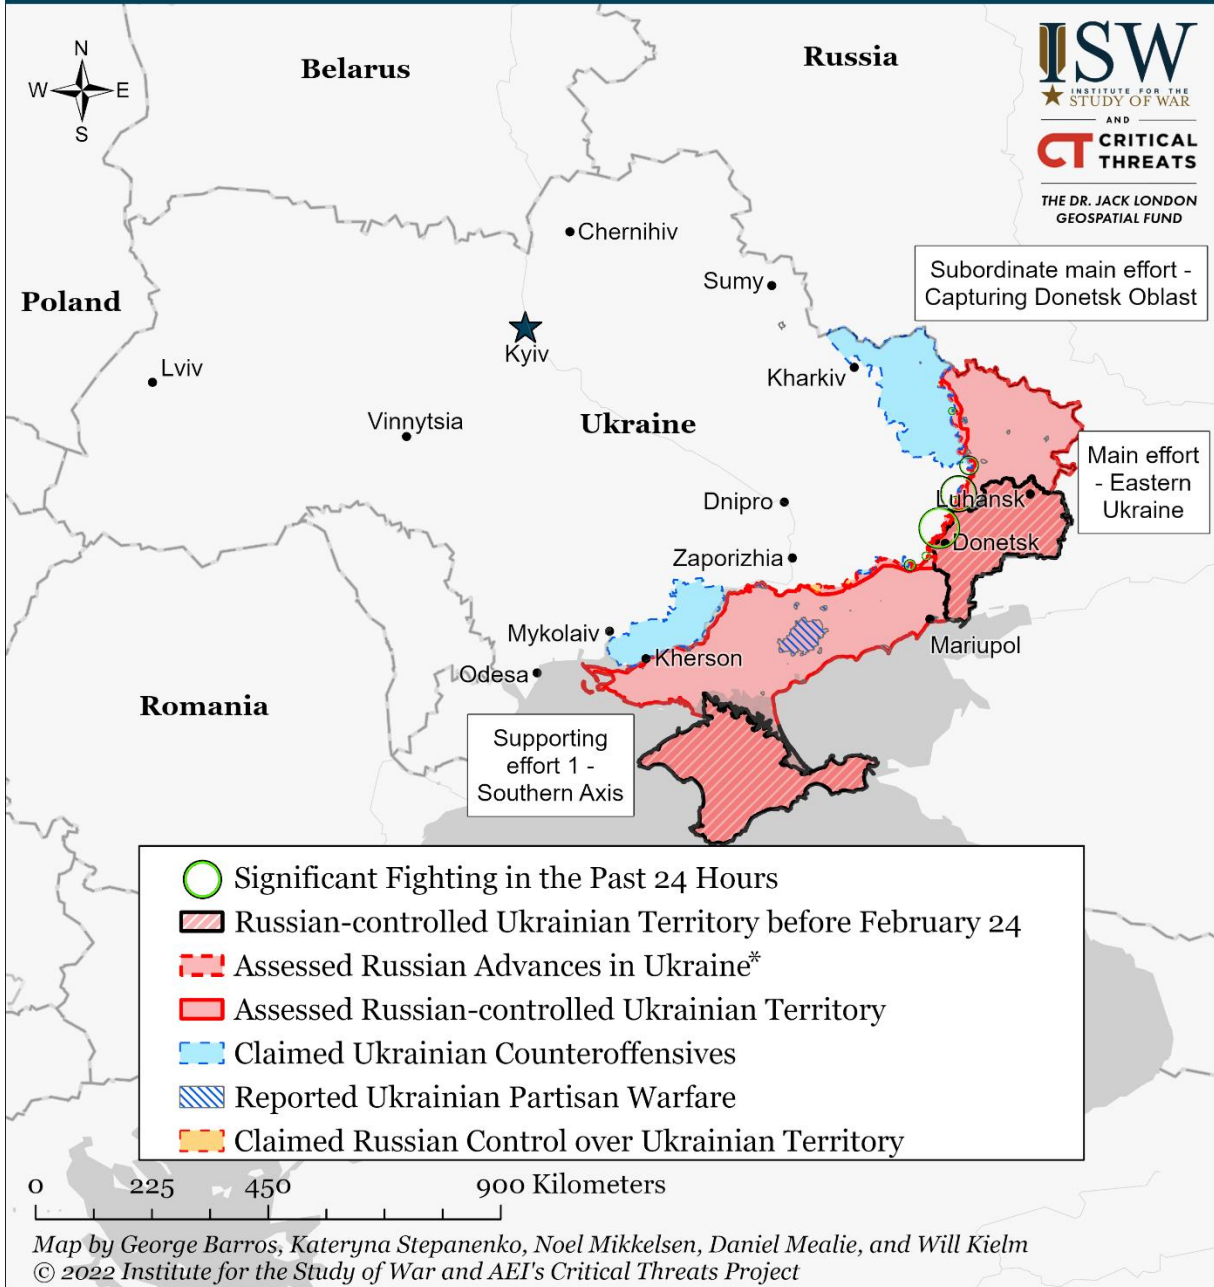 N
W
E
S
Belarus
Russia
ISW
INSTITUTE FOR THE
STUDY OF WAR
AND
CT CRITICAL
THREATS
THE DR. JACK LONDON
GEOSPATIAL FUND
Chernihiv
Sumy
Subordinate main effort -
Capturing Donetsk Oblast
Poland
Kyiv
Lviv
Kharkiv
Vinnytsia
Ukraine
Main effort
- Eastern
Ukraine
Dnipro
Luhansk
Donetsk
Zaporizhia
Mykolaiv
Mariupol
Kherson
Odesa
Romania
Supporting
effort 1 -
Southern Axis
Significant Fighting in the Past 24 Hours
Russian-controlled Ukrainian Territory before February 24
Assessed Russian Advances in Ukraine*
Assessed Russian-controlled Ukrainian Territory
Claimed Ukrainian Counteroffensives
Reported Ukrainian Partisan Warfare
Claimed Russian Control over Ukrainian Territory
0 225 450 900 Kilometers
Map by George Barros, Kateryna Stepanenko, Noel Mikkelsen, Daniel Mealie, and Will Kielm
© 2022 Institute for the Study of War and AEI's Critical Threats Project